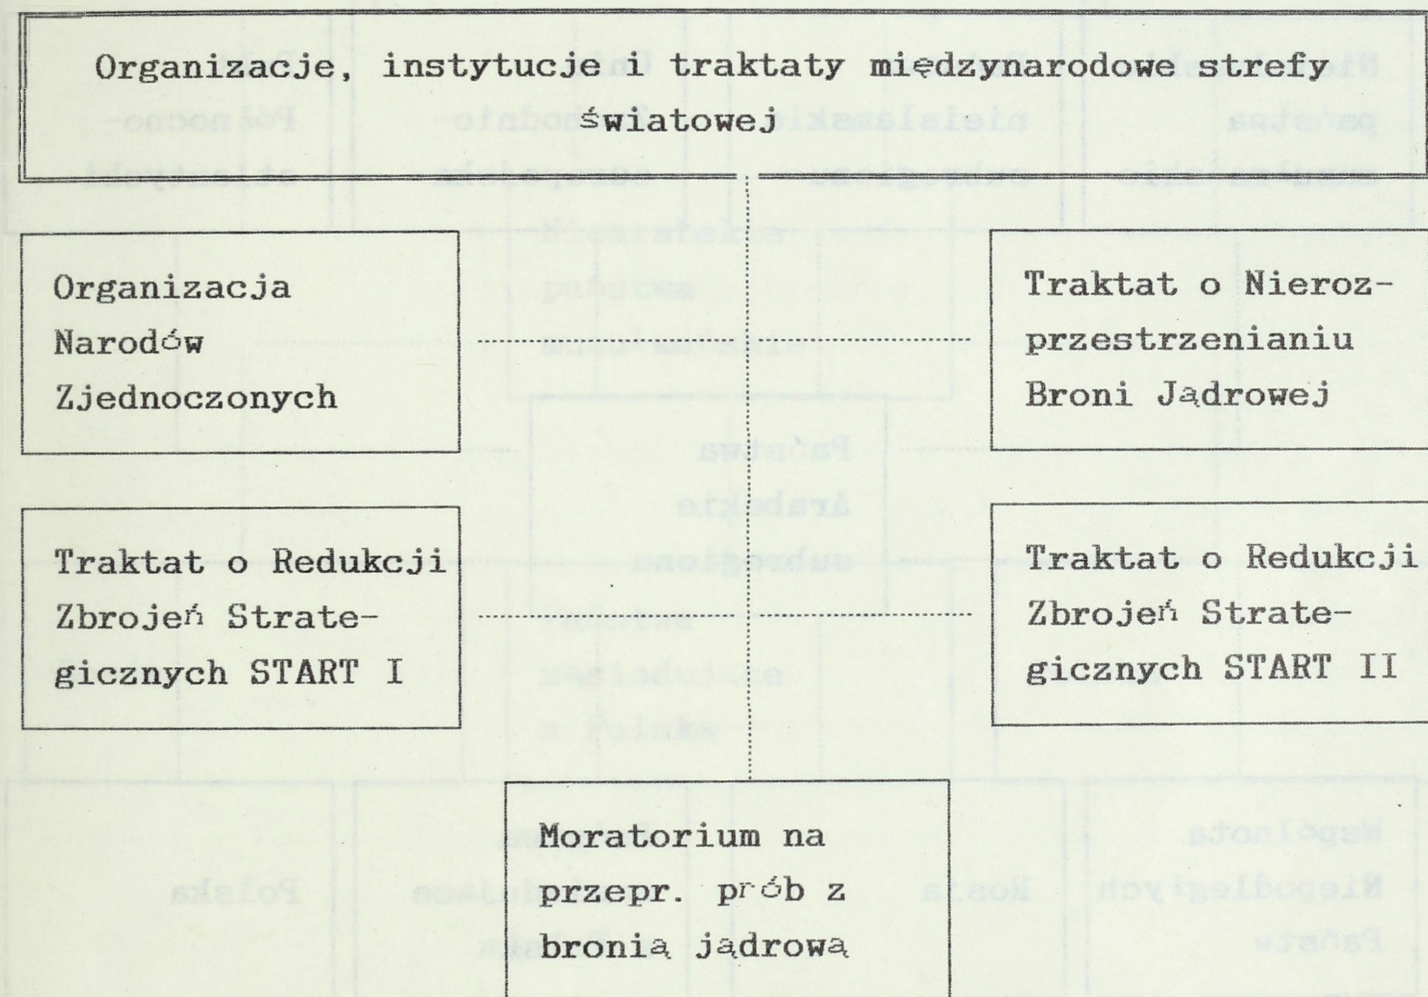 Organizacje, instytucje i traktaty międzynarodowe strefy
światowej
Organizacja
Narodów
Zjednoczonych
Traktat o Nieroz-
przestrzenianiu
Broni Jądrowej
Traktat o Redukcji
Zbrojeń Strate-
gicznych START I
Traktat o Redukcji
Zbrojeń Strate-
gicznych START II
Moratorium na
przepr. prób z
bronią jądrową